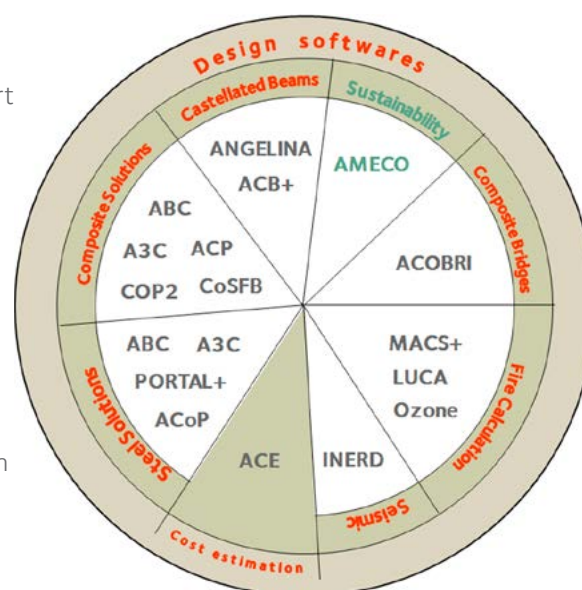 Design softwares
Castellated Beams
ANGELINA
ACB+
Sustainability
AMECO
Composite Bridges
ACOBRI
Fire Calculation
MACS+
LUCA
Ozone
Seismic
INERD
Cost estimation
ACE
Steel Solutions
ABC A3C
PORTAL+
ACoP
Composite Solutions
ABC
A3C ACP
COP2 CoSFB